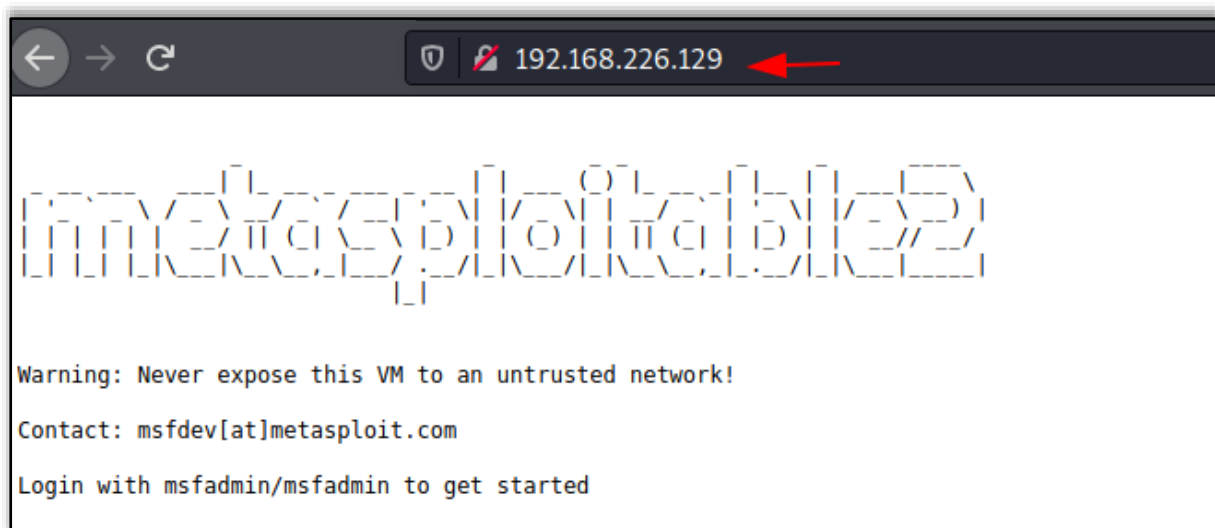 192.168.226.129
metasploitable2
Warning: Never expose this VM to an untrusted network!
Contact: msfdev[at]metasploit.com
Login with msfadmin/msfadmin to get started